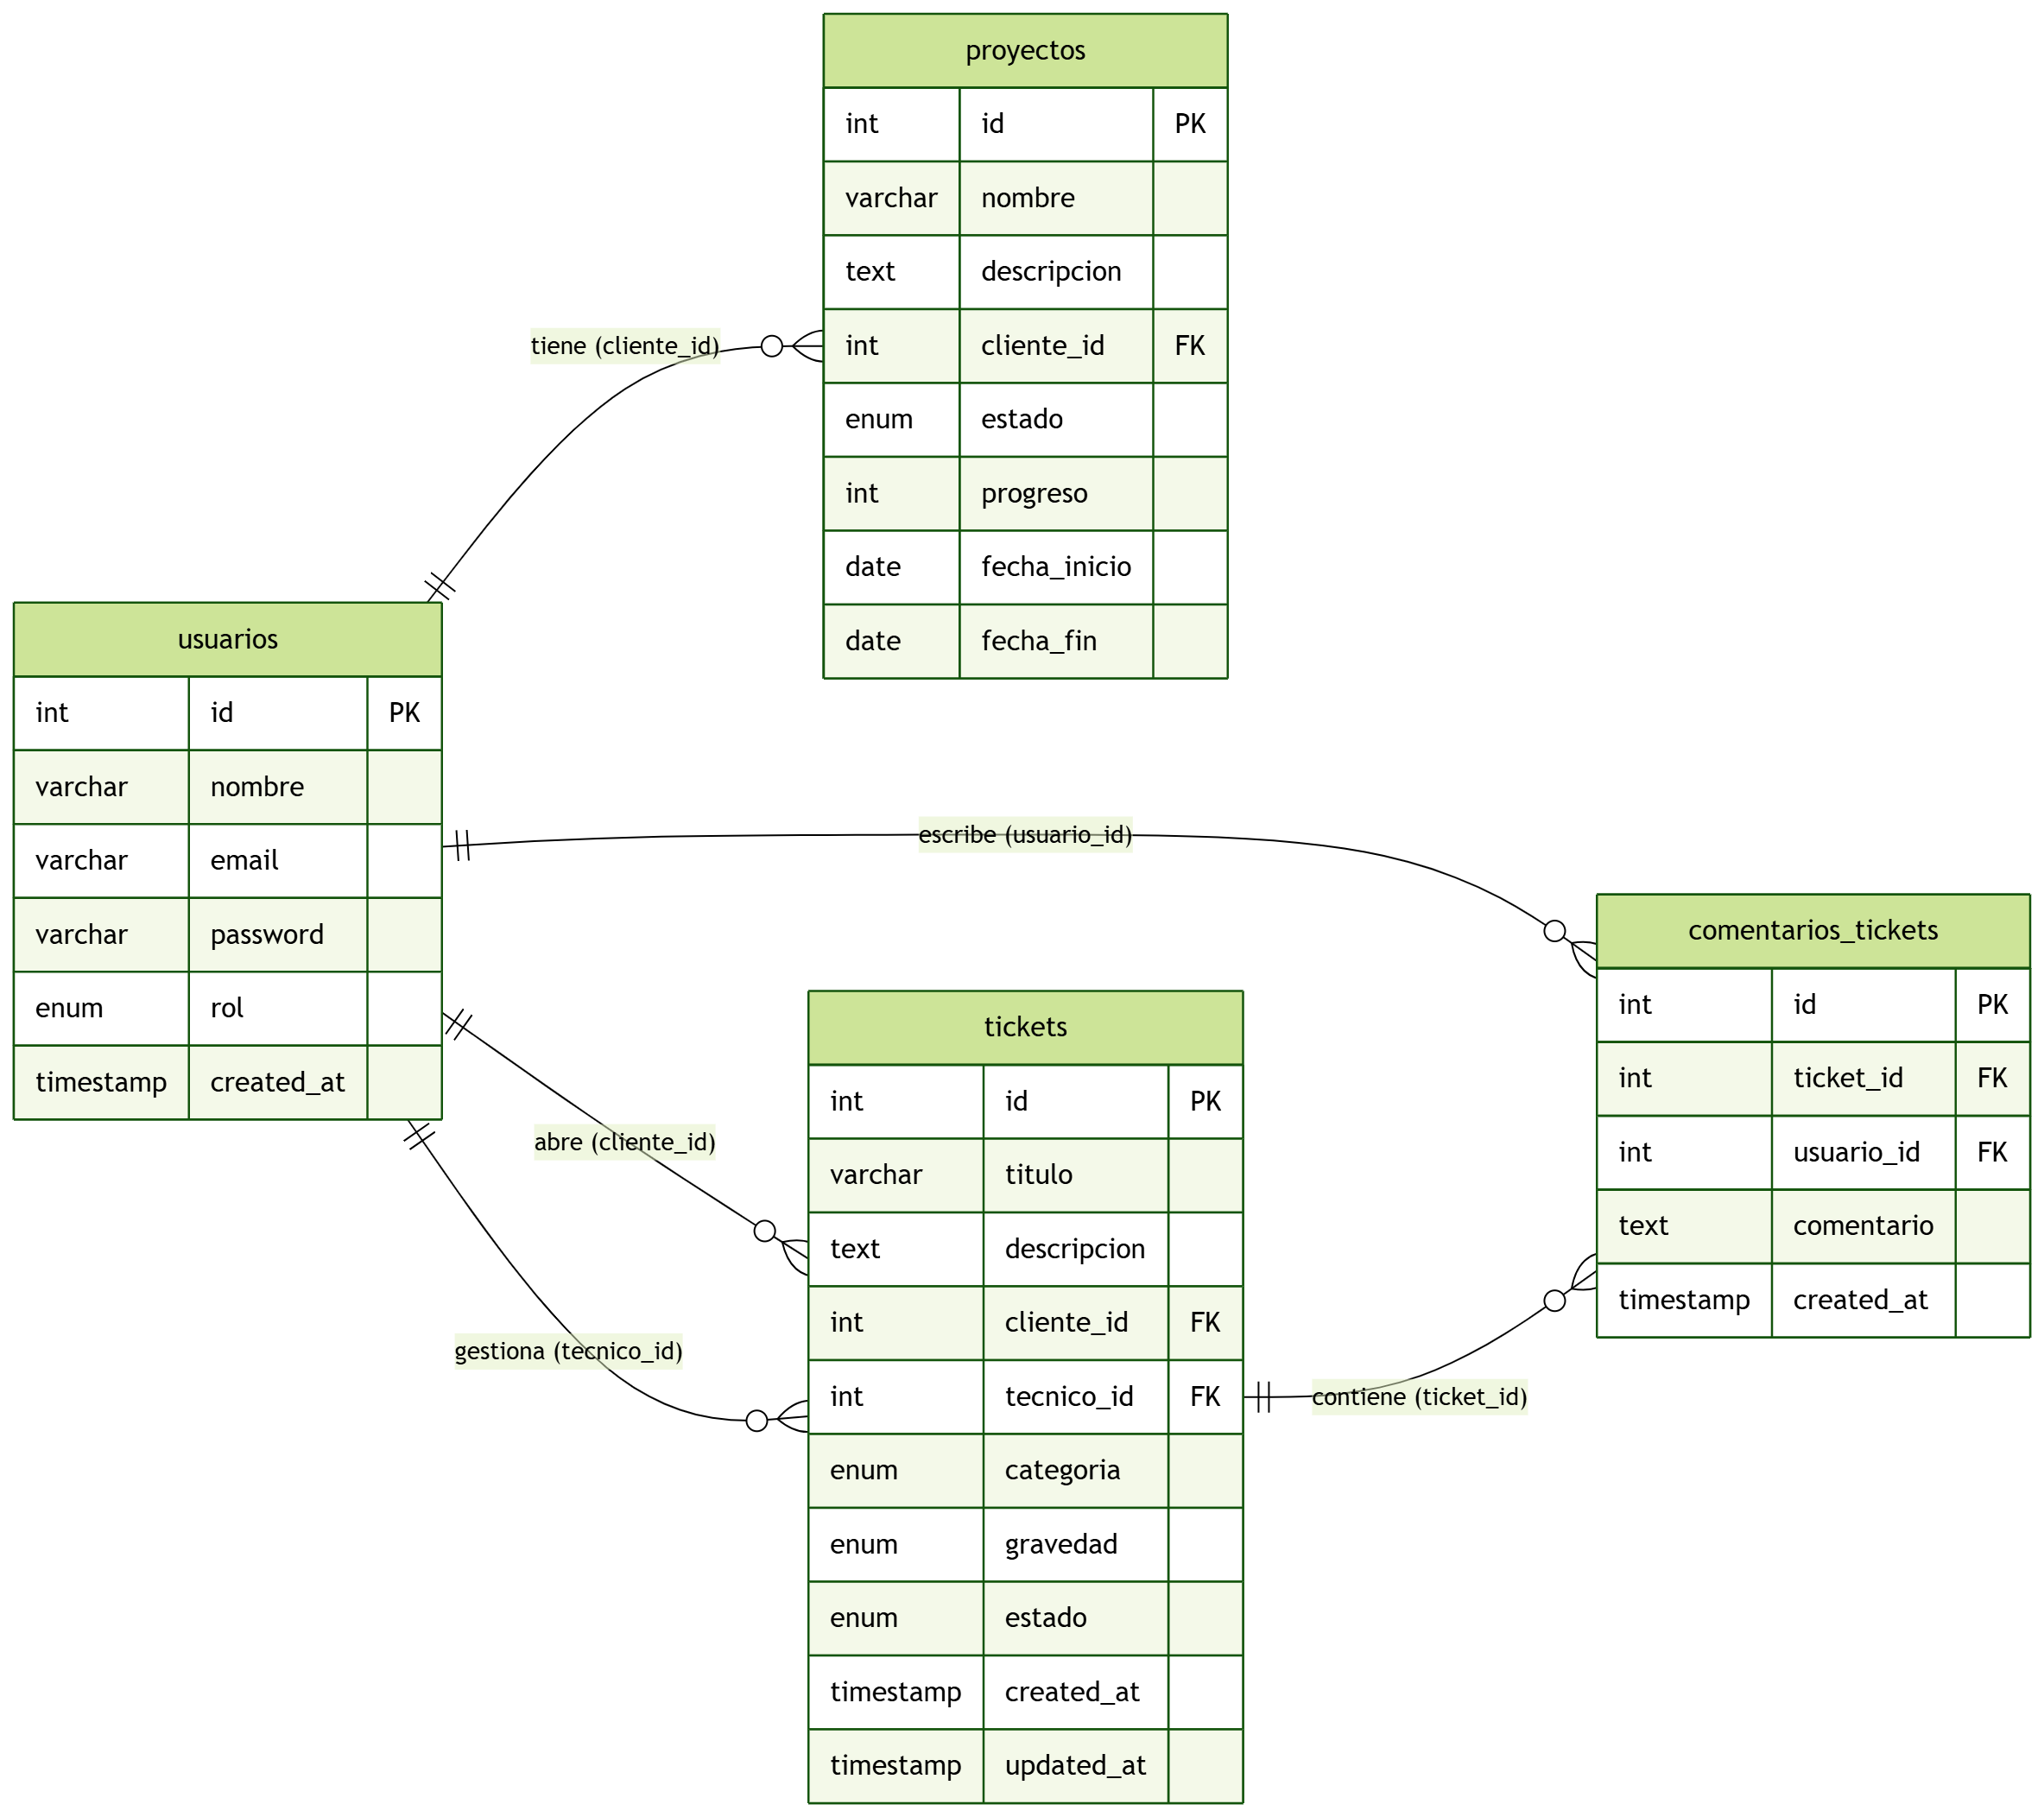 proyectos
int id PK
varchar nombre
text descripcion
int cliente_id FK
enum estado
int progreso
date fecha_inicio
date fecha_fin
tiene (cliente_id)
usuarios
int id PK
varchar nombre
varchar email
varchar password
enum rol
timestamp created_at
escribe (usuario_id)
abre (cliente_id)
gestiona (tecnico_id)
tickets
int id PK
varchar titulo
text descripcion
int cliente_id FK
int tecnico_id FK
enum categoria
enum gravedad
enum estado
timestamp created_at
timestamp updated_at
contiene (ticket_id)
comentarios_tickets
int id PK
int ticket_id FK
int usuario_id FK
text comentario
timestamp created_at